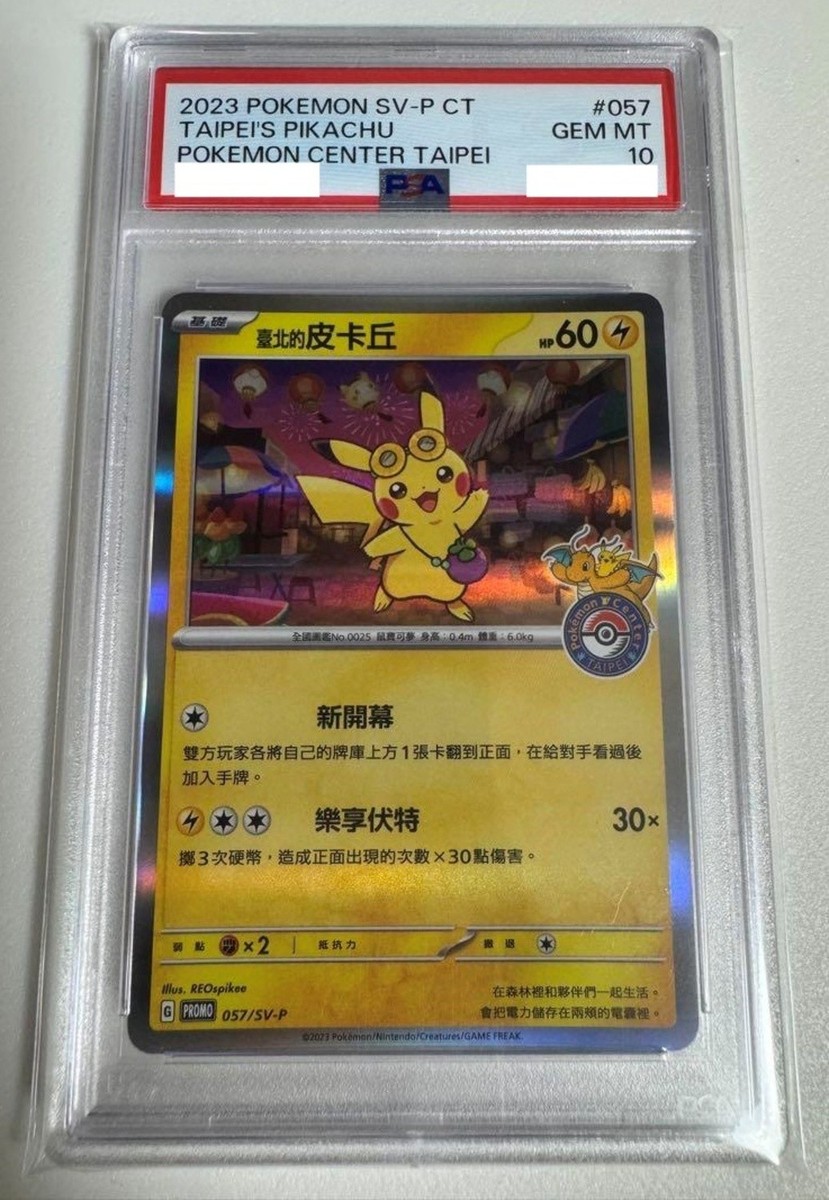 2023 POKEMON SV-P CT #057
TAIPEI'S PIKACHU GEM MT
POKEMON CENTER TAIPEI 10
PSA
基礎 臺北的皮卡丘 HP60
Pokémon Center
TAIPEI
全國圖鑑No.0025 鼠寶可夢 身高：0.4m 體重：6.0kg
新開幕
雙方玩家各將自己的牌庫上方1張卡翻到正面，在給對手看過後
加入手牌。
樂享伏特 30×
擲3次硬幣，造成正面出現的次數×30點傷害。
弱點 ×2 抵抗力 撤退
Illus. REOspikee
在森林裡和夥伴們一起生活。
G PROMO 057/SV-P
會把電力儲存在兩頰的電囊裡。
©2023 Pokémon/Nintendo/Creatures/GAME FREAK.